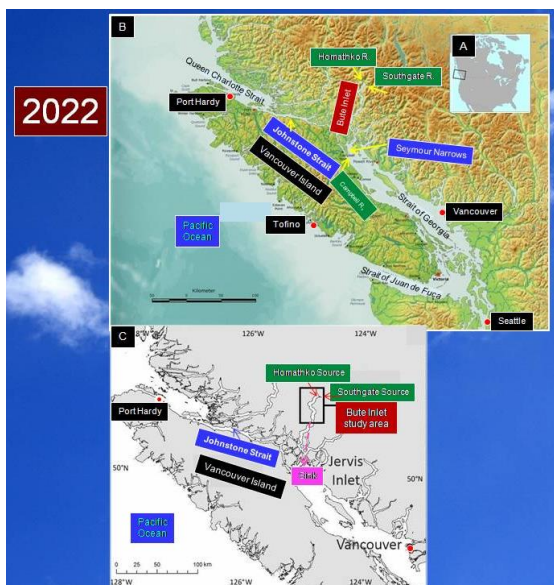 2022
B
A
Homathko R.
Southgate R.
Queen Charlotte Strait
Port Hardy
Bute Inlet
Johnstone Strait
Seymour Narrows
Vancouver Island
Campbell R.
Strait of Georgia
Vancouver
Pacific
Ocean
Tofino
Victoria
Strait of Juan de Fuca
Kilometer
Seattle
C
126°W
124°W
Homathko Source
Southgate Source
Port Hardy
Bute Inlet
study area
Johnstone Strait
Jervis
Inlet
Sink
50°N
Vancouver Island
50°N
Pacific
Ocean
Vancouver
0 25 50 100 km
128°W
126°W
124°W